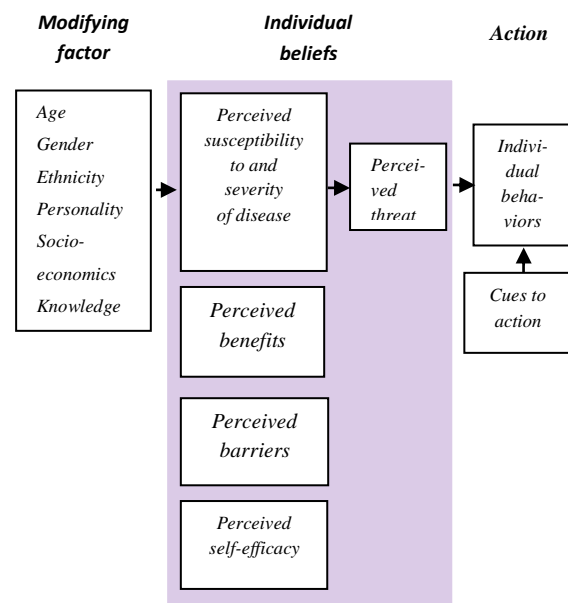 Modifying
factor
Individual
beliefs
Action
Age
Gender
Ethnicity
Personality
Socio-
economics
Knowledge
Perceived
susceptibility
to and
severity
of disease
Perceived
benefits
Perceived
barriers
Perceived
self-efficacy
Percei-
ved
threat
Indivi-
dual
beha-
viors
Cues to
action